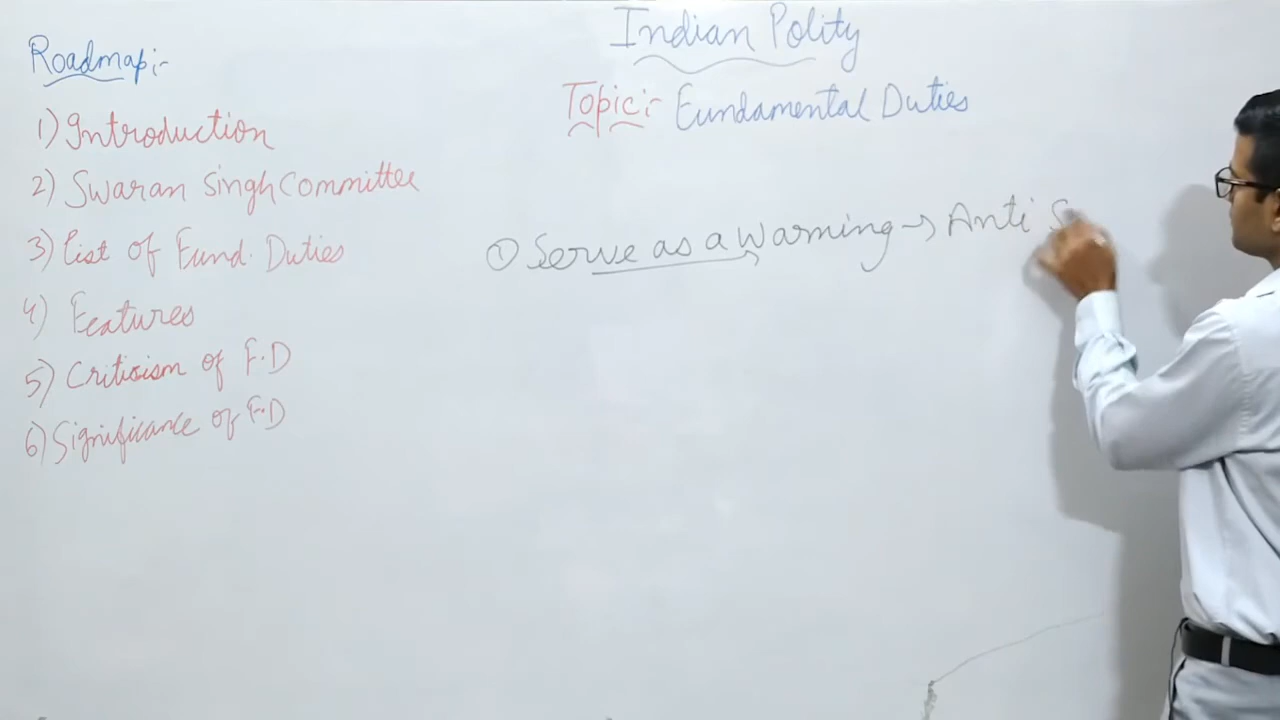 Indian Polity
Topic:- Fundamental Duties
Roadmap:-
1) Introduction
2) Swaran Singh Committee
3) List of Fund. Duties
4) Features
5) Criticism of F.D
6) Significance of F.D
① Serve as a Warning → Anti S